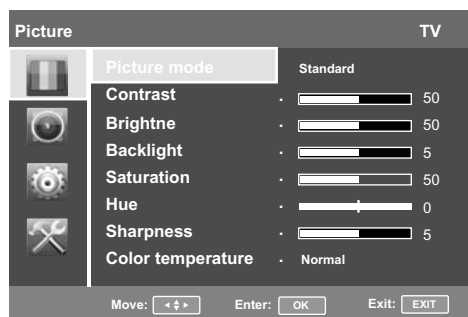 Picture TV
Picture mode Standard
Contrast . 50
Brightne . 50
Backlight . 5
Saturation . 50
Hue . 0
Sharpness . 5
Color temperature . Normal
Move: Enter: OK Exit: EXIT